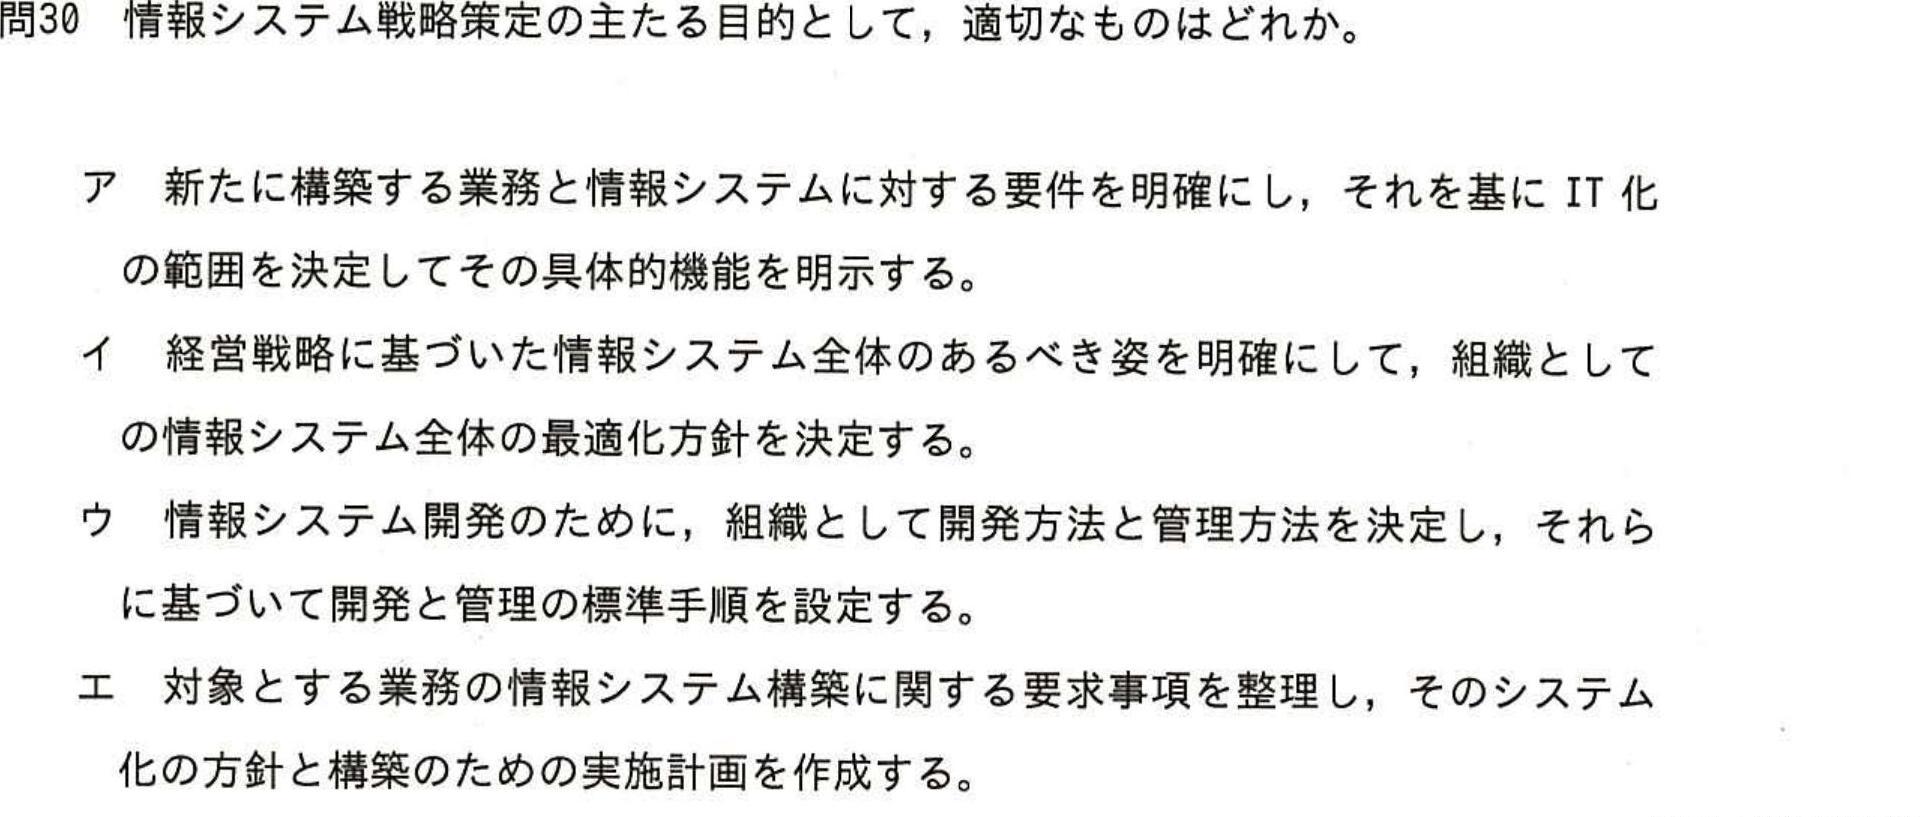 問30　情報システム戦略策定の主たる目的として，適切なものはどれか。
ア　新たに構築する業務と情報システムに対する要件を明確にし，それを基に IT 化
の範囲を決定してその具体的機能を明示する。
イ　経営戦略に基づいた情報システム全体のあるべき姿を明確にして，組織として
の情報システム全体の最適化方針を決定する。
ウ　情報システム開発のために，組織として開発方法と管理方法を決定し，それら
に基づいて開発と管理の標準手順を設定する。
エ　対象とする業務の情報システム構築に関する要求事項を整理し，そのシステム
化の方針と構築のための実施計画を作成する。